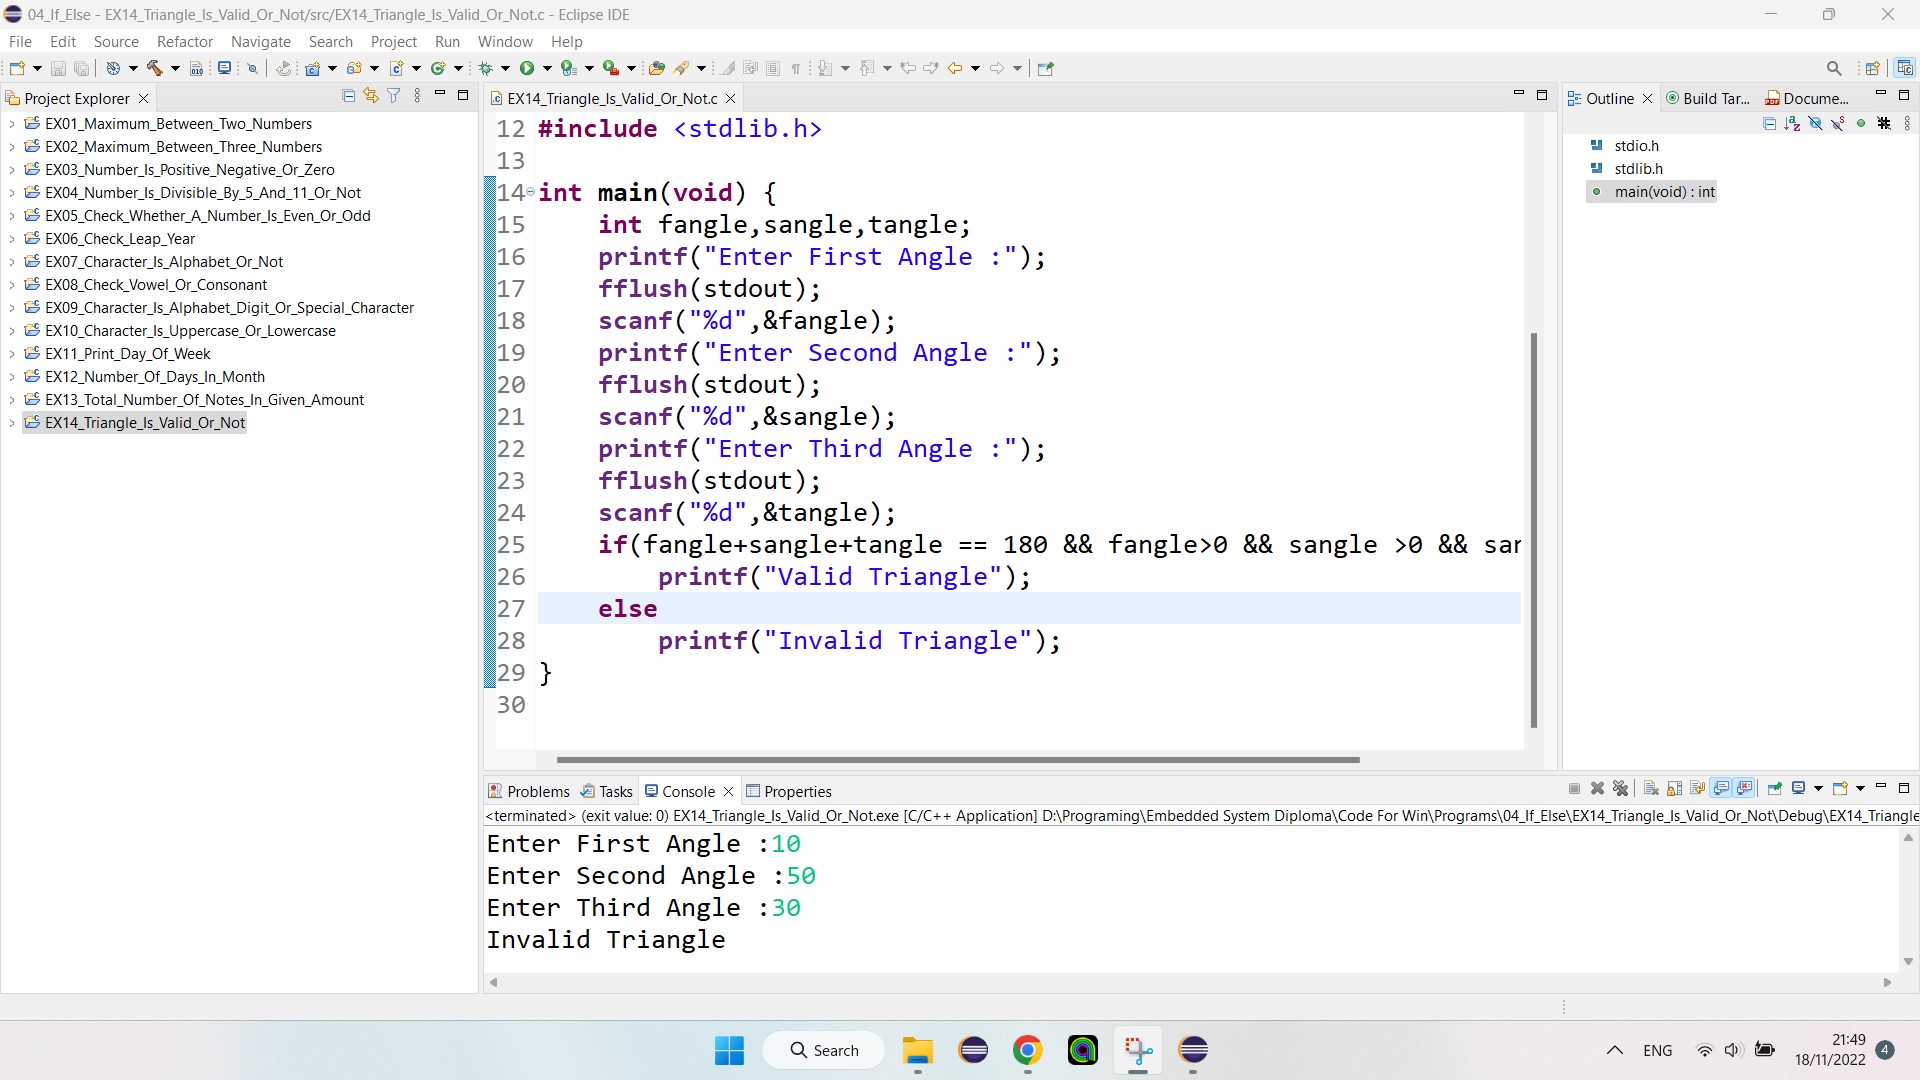 04_If_Else - EX14_Triangle_Is_Valid_Or_Not/src/EX14_Triangle_Is_Valid_Or_Not.c - Eclipse IDE
File Edit Source Refactor Navigate Search Project Run Window Help
Project Explorer
EX01_Maximum_Between_Two_Numbers
EX02_Maximum_Between_Three_Numbers
EX03_Number_Is_Positive_Negative_Or_Zero
EX04_Number_Is_Divisible_By_5_And_11_Or_Not
EX05_Check_Whether_A_Number_Is_Even_Or_Odd
EX06_Check_Leap_Year
EX07_Character_Is_Alphabet_Or_Not
EX08_Check_Vowel_Or_Consonant
EX09_Character_Is_Alphabet_Digit_Or_Special_Character
EX10_Character_Is_Uppercase_Or_Lowercase
EX11_Print_Day_Of_Week
EX12_Number_Of_Days_In_Month
EX13_Total_Number_Of_Notes_In_Given_Amount
EX14_Triangle_Is_Valid_Or_Not
EX14_Triangle_Is_Valid_Or_Not.c
12 #include <stdlib.h>
13
14 int main(void) {
15 int fangle,sangle,tangle;
16 printf("Enter First Angle :");
17 fflush(stdout);
18 scanf("%d",&fangle);
19 printf("Enter Second Angle :");
20 fflush(stdout);
21 scanf("%d",&sangle);
22 printf("Enter Third Angle :");
23 fflush(stdout);
24 scanf("%d",&tangle);
25 if(fangle+sangle+tangle == 180 && fangle>0 && sangle >0 && san
26 printf("Valid Triangle");
27 else
28 printf("Invalid Triangle");
29 }
30
Outline Build Tar... Docume...
stdio.h
stdlib.h
main(void) : int
Problems Tasks Console Properties
<terminated> (exit value: 0) EX14_Triangle_Is_Valid_Or_Not.exe [C/C++ Application] D:\Programing\Embedded System Diploma\Code For Win\Programs\04_If_Else\EX14_Triangle_Is_Valid_Or_Not\Debug\EX14_Triangle
Enter First Angle :10
Enter Second Angle :50
Enter Third Angle :30
Invalid Triangle
Search
ENG
21:49
18/11/2022
4